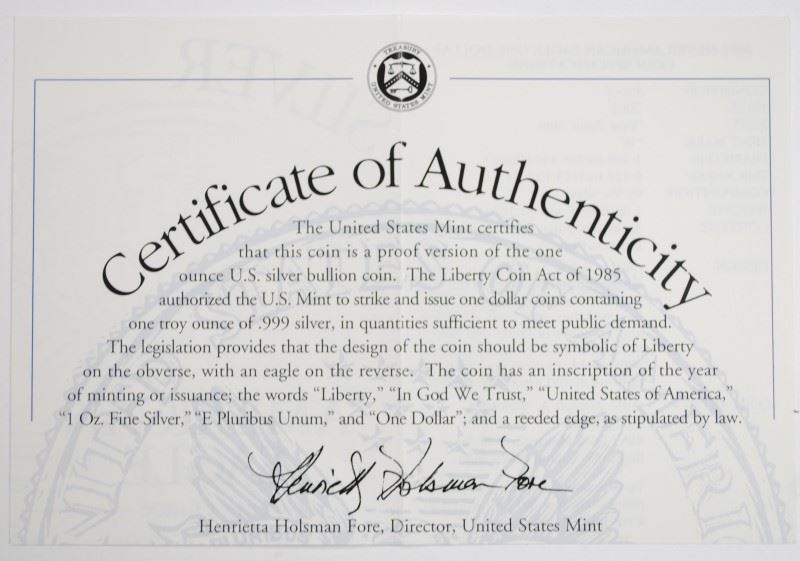 TREASURY
UNITED STATES MINT
Certificate of Authenticity
The United States Mint certifies
that this coin is a proof version of the one
ounce U.S. silver bullion coin. The Liberty Coin Act of 1985
authorized the U.S. Mint to strike and issue one dollar coins containing
one troy ounce of .999 silver, in quantities sufficient to meet public demand.
The legislation provides that the design of the coin should be symbolic of Liberty
on the obverse, with an eagle on the reverse. The coin has an inscription of the year
of minting or issuance; the words “Liberty,” “In God We Trust,” “United States of America,”
“1 Oz. Fine Silver,” “E Pluribus Unum,” and “One Dollar”; and a reeded edge, as stipulated by law.
Henrietta Holsman Fore
Henrietta Holsman Fore, Director, United States Mint